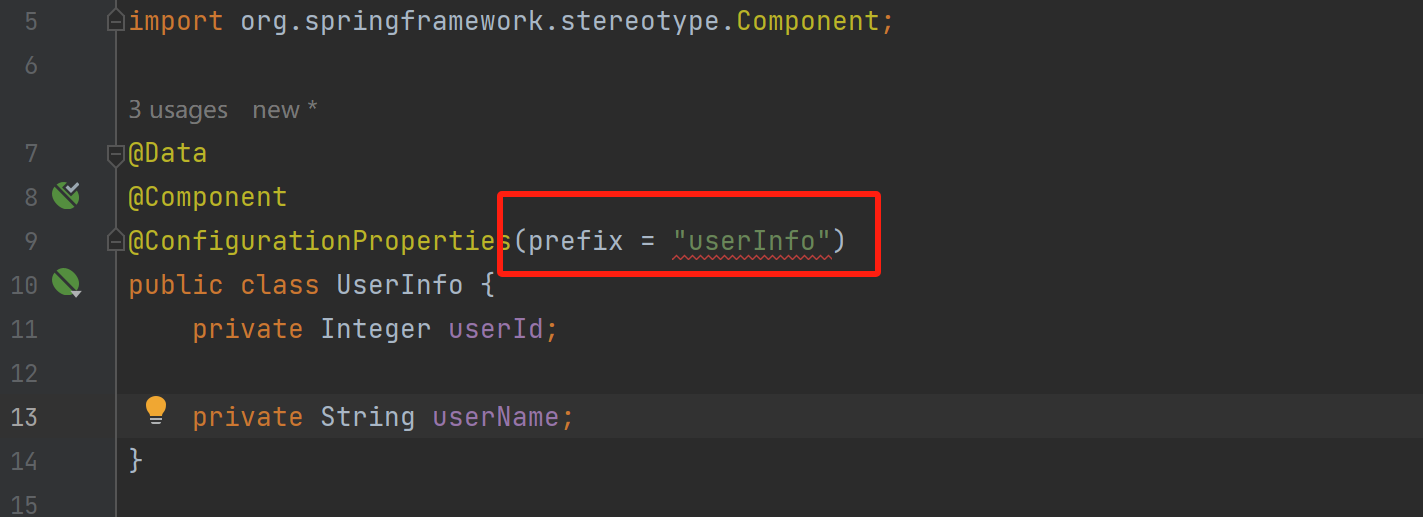 5 import org.springframework.stereotype.Component;
6
3 usages new *
7 @Data
8 @Component
9 @ConfigurationProperties(prefix = "userInfo")
10 public class UserInfo {
11 private Integer userId;
12
13 private String userName;
14 }
15